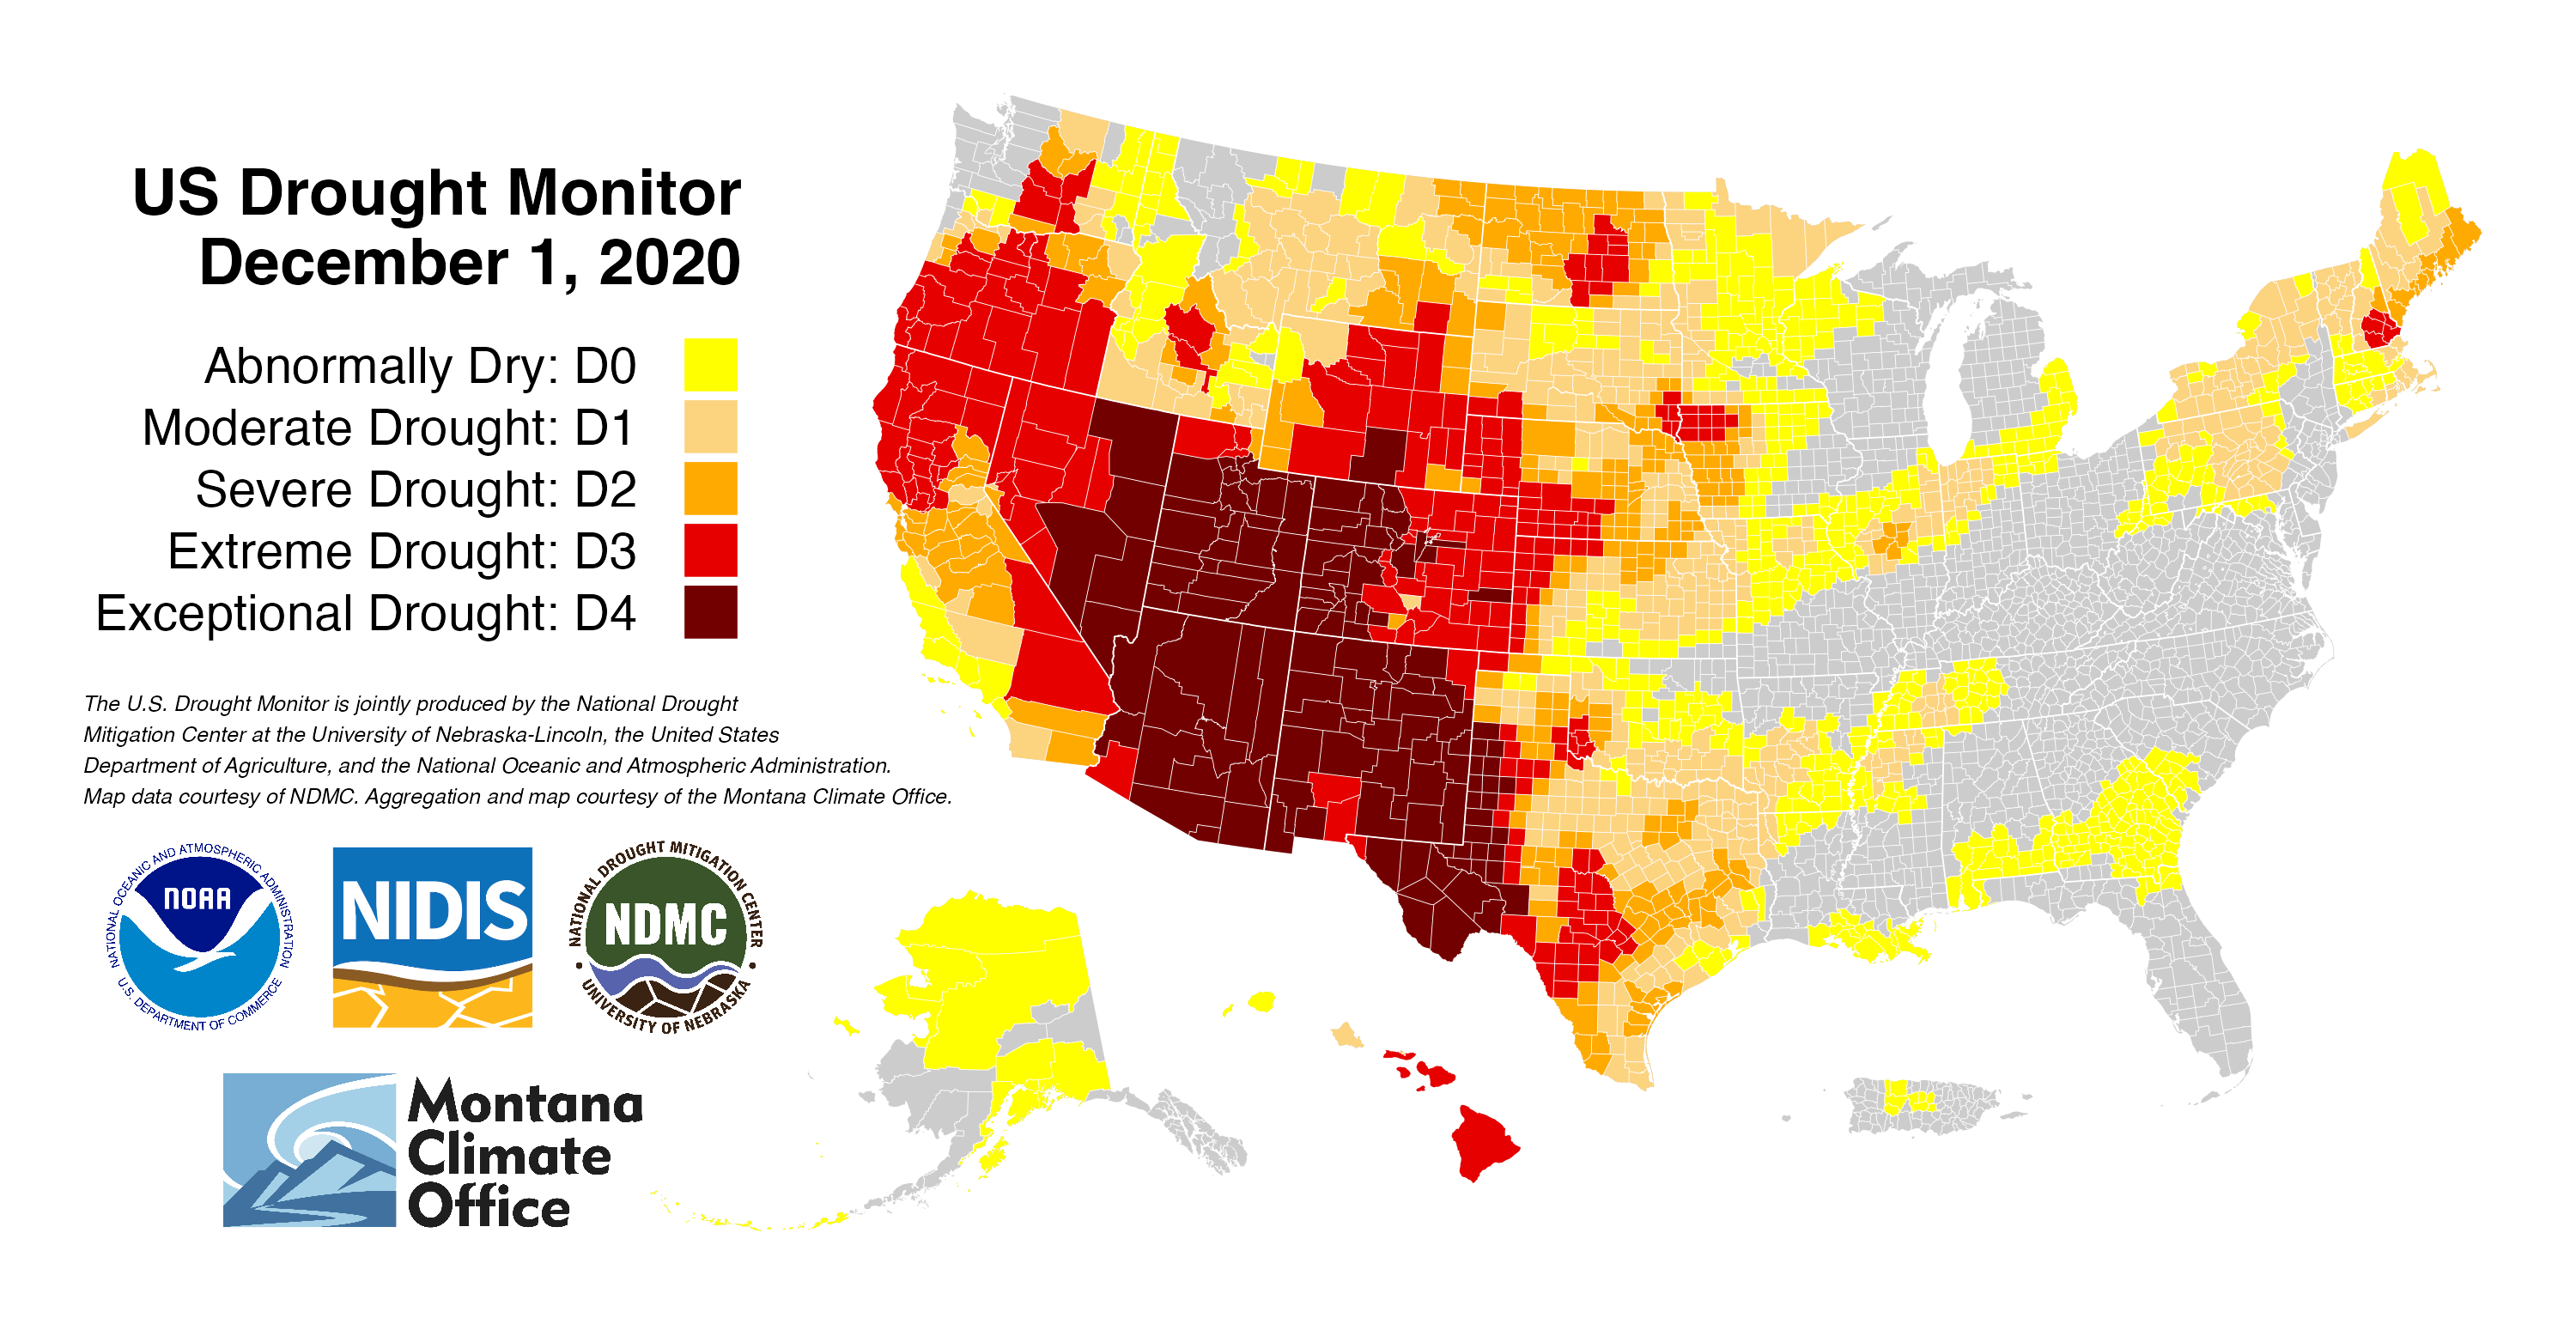 US Drought Monitor
December 1, 2020
Abnormally Dry: D0
Moderate Drought: D1
Severe Drought: D2
Extreme Drought: D3
Exceptional Drought: D4
The U.S. Drought Monitor is jointly produced by the National Drought
Mitigation Center at the University of Nebraska-Lincoln, the United States
Department of Agriculture, and the National Oceanic and Atmospheric Administration.
Map data courtesy of NDMC. Aggregation and map courtesy of the Montana Climate Office.
NATIONAL OCEANIC AND ATMOSPHERIC ADMINISTRATION
NOAA
U.S. DEPARTMENT OF COMMERCE
NIDIS
NATIONAL DROUGHT MITIGATION CENTER
NDMC
UNIVERSITY OF NEBRASKA
Montana
Climate
Office